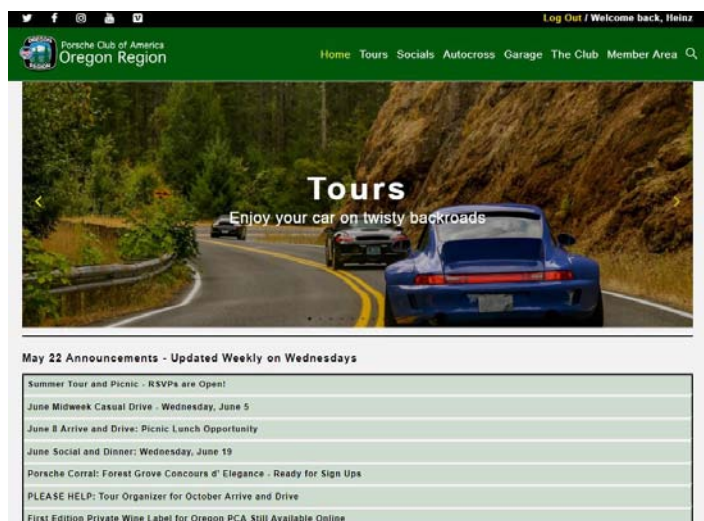 Log Out / Welcome back, Heinz
Porsche Club of America
Oregon Region
Home Tours Socials Autocross Garage The Club Member Area
Tours
Enjoy your car on twisty backroads
May 22 Announcements - Updated Weekly on Wednesdays
Summer Tour and Picnic - RSVPs are Open!
June Midweek Casual Drive - Wednesday, June 5
June 8 Arrive and Drive: Picnic Lunch Opportunity
June Social and Dinner: Wednesday, June 19
Porsche Corral: Forest Grove Concours d' Elegance - Ready for Sign Ups
PLEASE HELP: Tour Organizer for October Arrive and Drive
First Edition Private Wine Label for Oregon PCA Still Available Online